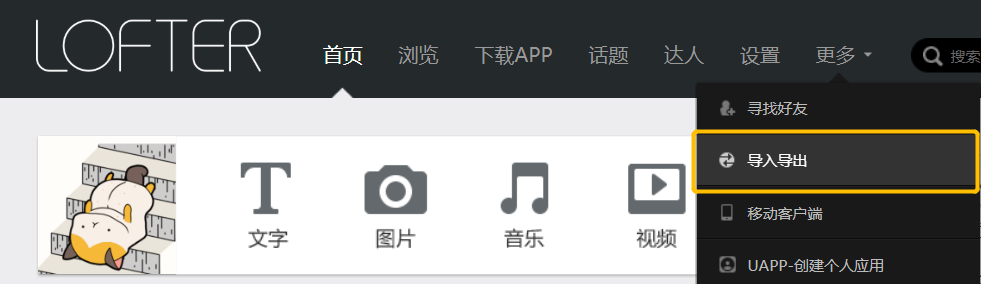 LOFTER 首页 浏览 下载APP 话题 达人 设置 更多 搜索
寻找好友
导入导出
移动客户端
UAPP-创建个人应用
文字 图片 音乐 视频